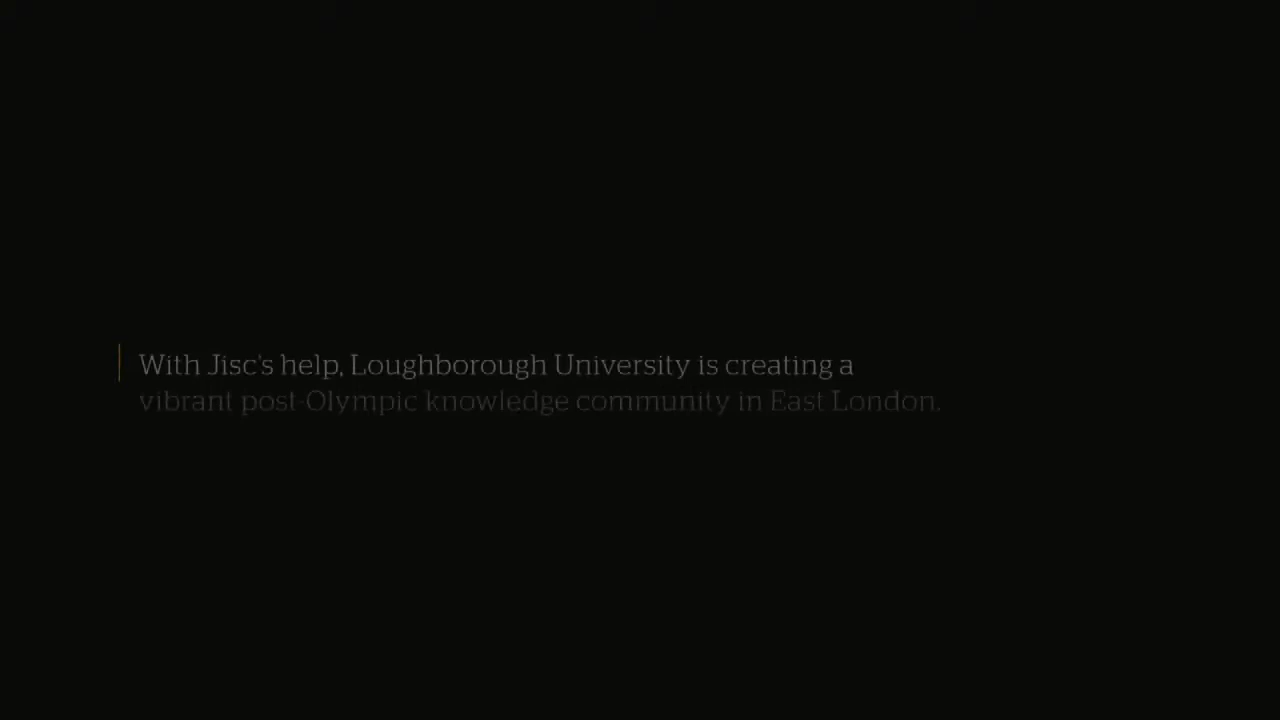 With Jisc's help, Loughborough University is creating a
vibrant post-Olympic knowledge community in East London.